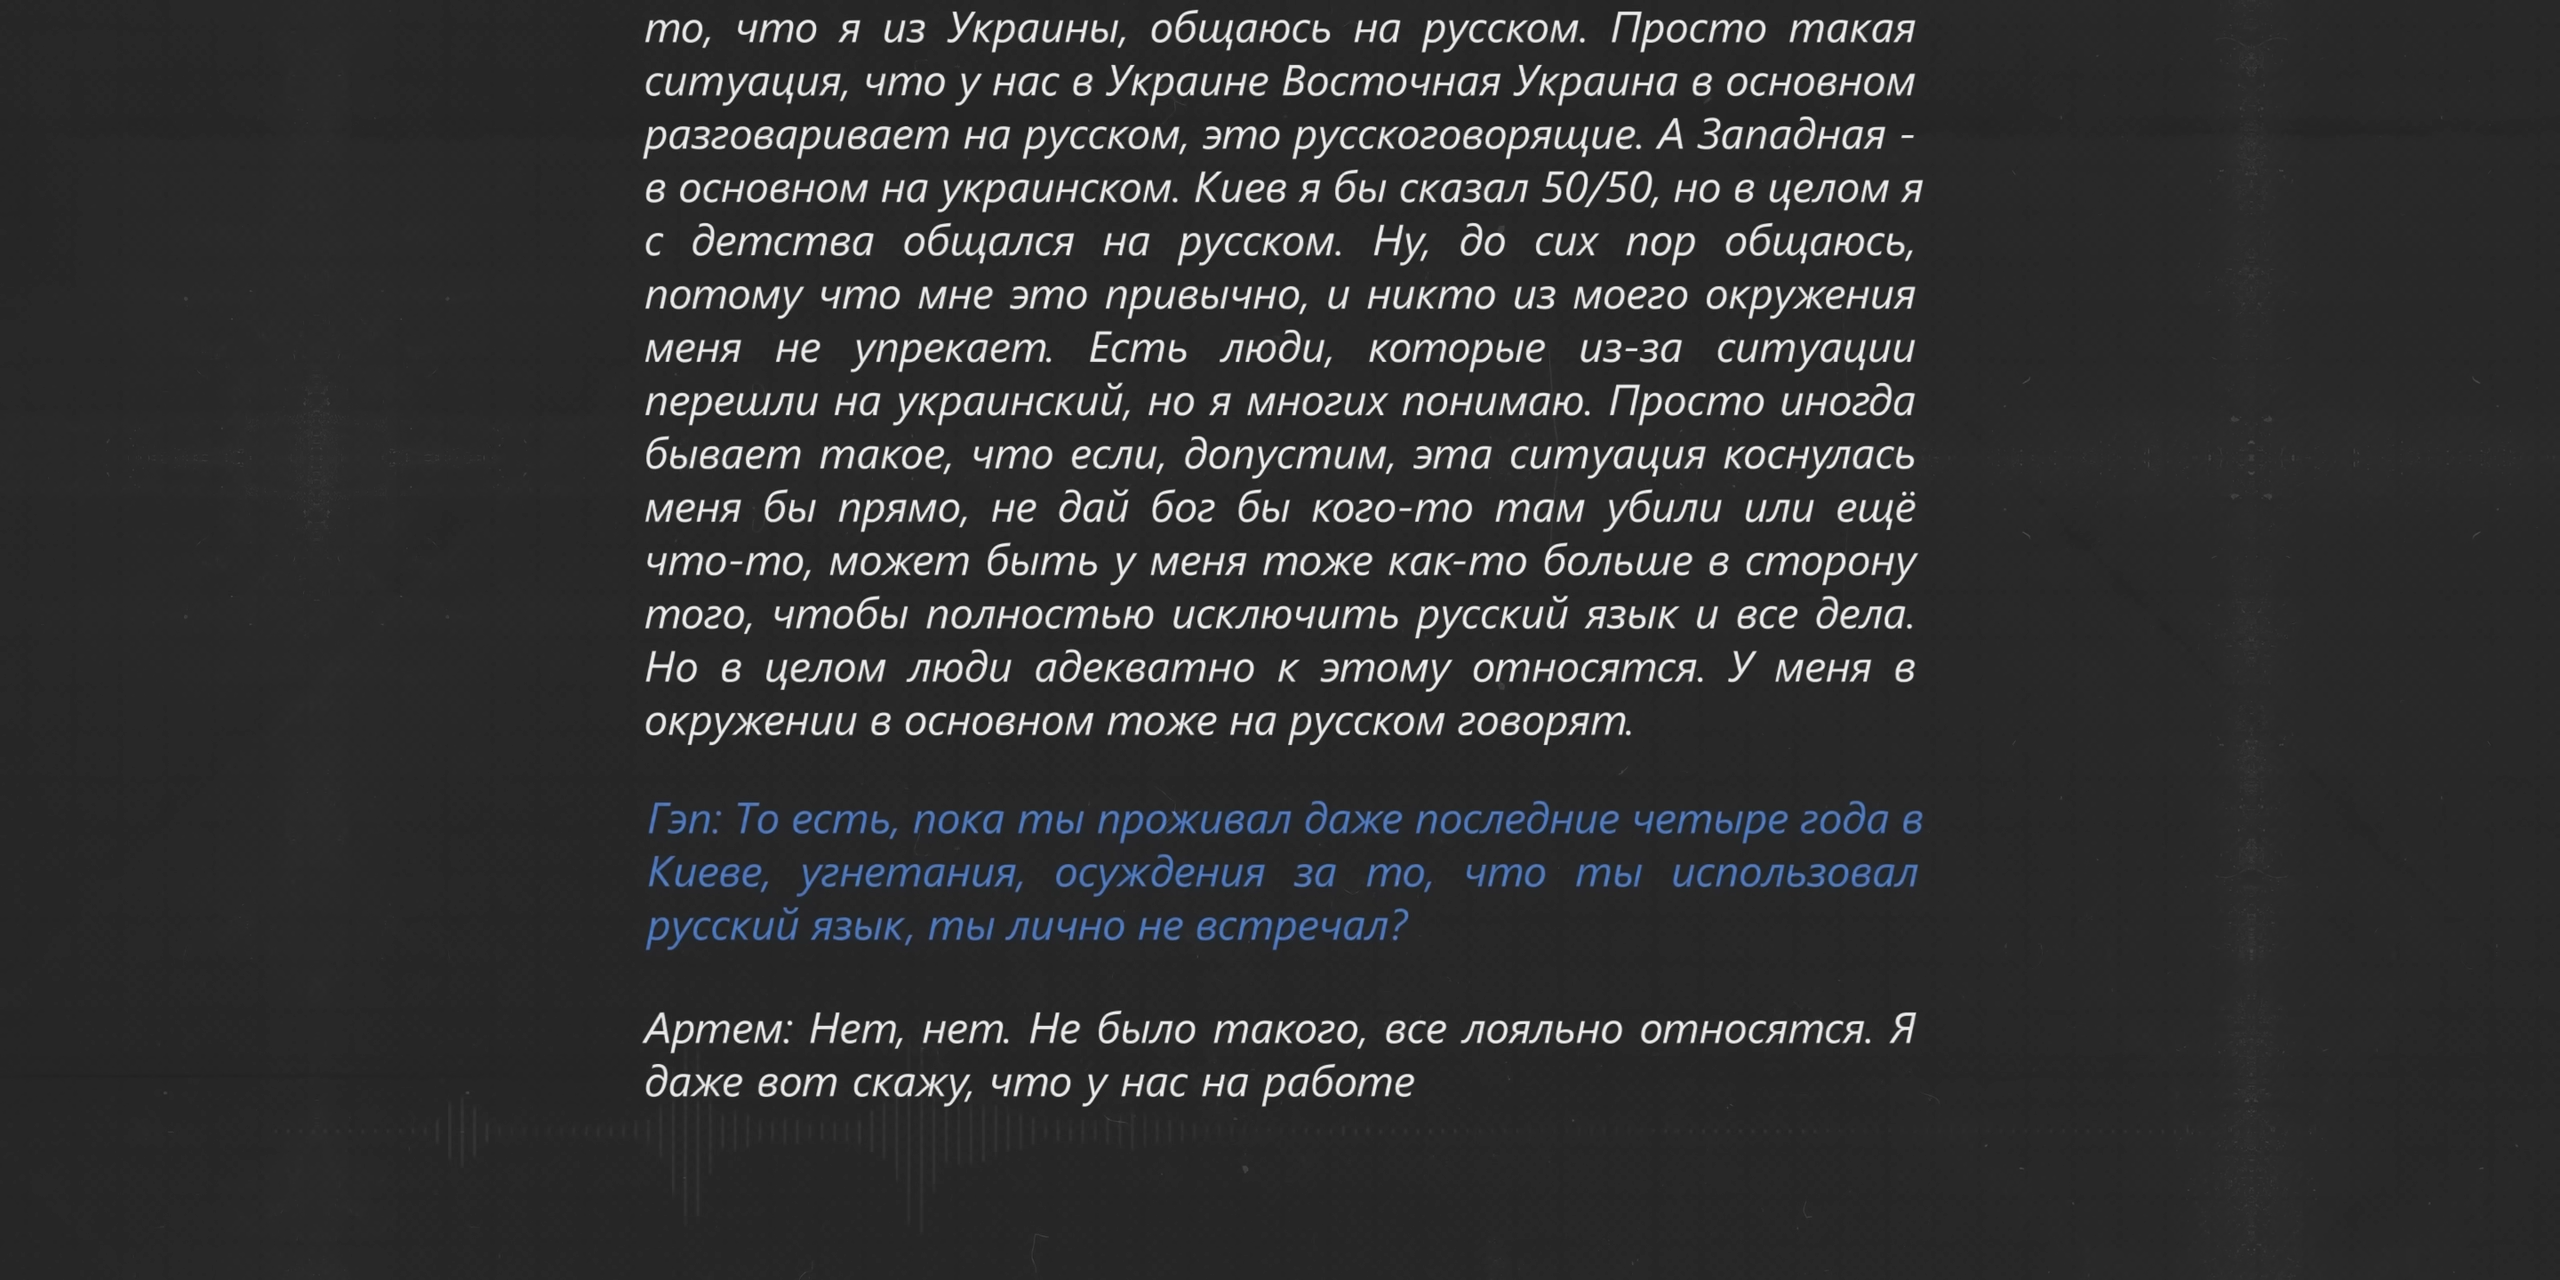 то, что я из Украины, общаюсь на русском. Просто такая
ситуация, что у нас в Украине Восточная Украина в основном
разговаривает на русском, это русскоговорящие. А Западная -
в основном на украинском. Киев я бы сказал 50/50, но в целом я
с детства общался на русском. Ну, до сих пор общаюсь,
потому что мне это привычно, и никто из моего окружения
меня не упрекает. Есть люди, которые из-за ситуации
перешли на украинский, но я многих понимаю. Просто иногда
бывает такое, что если, допустим, эта ситуация коснулась
меня бы прямо, не дай бог бы кого-то там убили или ещё
что-то, может быть у меня тоже как-то больше в сторону
того, чтобы полностью исключить русский язык и все дела.
Но в целом люди адекватно к этому относятся. У меня в
окружении в основном тоже на русском говорят.
Гэп: То есть, пока ты проживал даже последние четыре года в
Киеве, угнетания, осуждения за то, что ты использовал
русский язык, ты лично не встречал?
Артем: Нет, нет. Не было такого, все лояльно относятся. Я
даже вот скажу, что у нас на работе